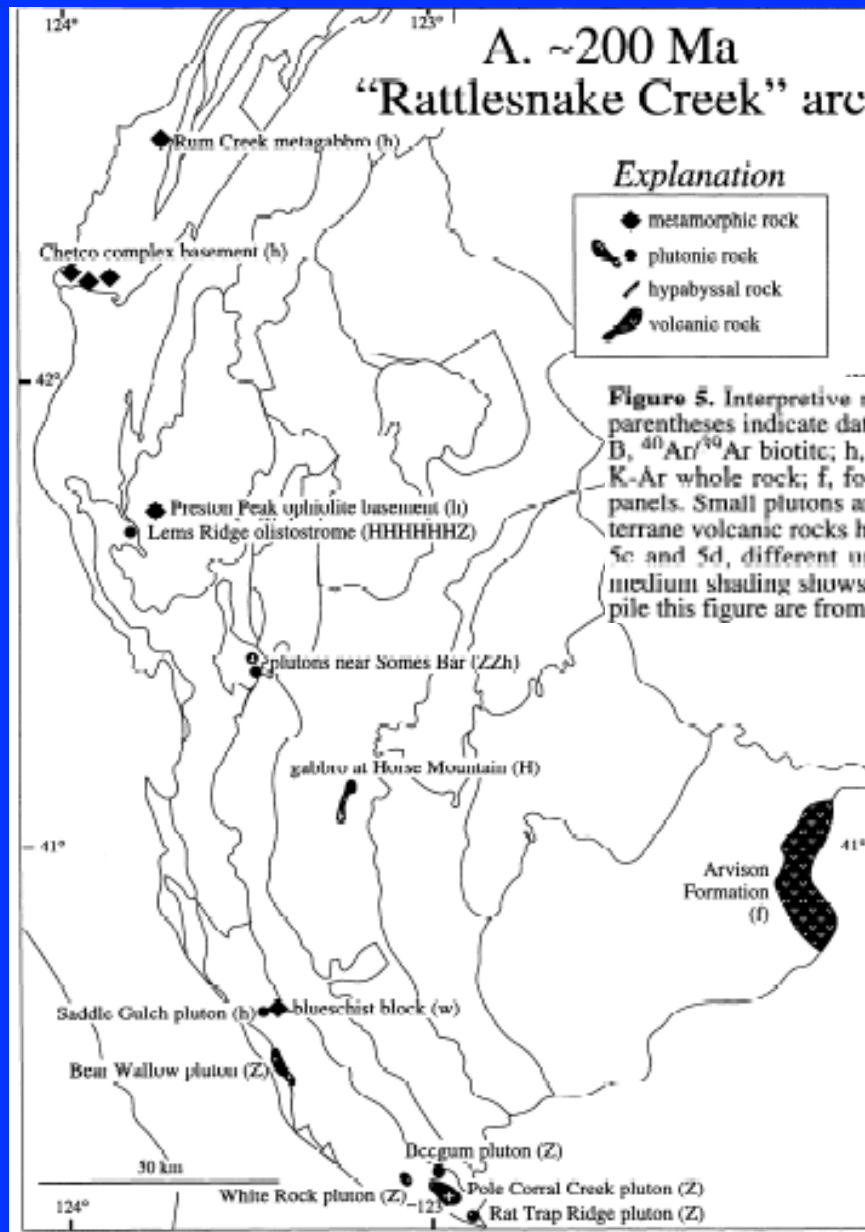 124°
123°
A. ~200 Ma
“Rattlesnake Creek” arc
Rum Creek metagabbro (h)
Explanation
metamorphic rock
plutonic rock
hypabyssal rock
volcanic rock
Chetco complex basement (h)
42°
Figure 5. Interpretive
parentheses indicate dat
B, ⁴⁰Ar/³⁹Ar biotite; h,
K-Ar whole rock; f, fo
panels. Small plutons a
terrane volcanic rocks h
5c and 5d, different u
medium shading shows
pile this figure are from
Preston Peak ophiolite basement (h)
Lems Ridge olistostrome (HHHHHHZ)
plutons near Somes Bar (ZZh)
gabbro at Horse Mountain (H)
41°
41°
Arvison
Formation
(f)
Saddle Gulch pluton (h)
blueschist block (w)
Bear Wallow pluton (Z)
Beegum pluton (Z)
30 km
White Rock pluton (Z)
Pole Corral Creek pluton (Z)
124°
123°
Rat Trap Ridge pluton (Z)